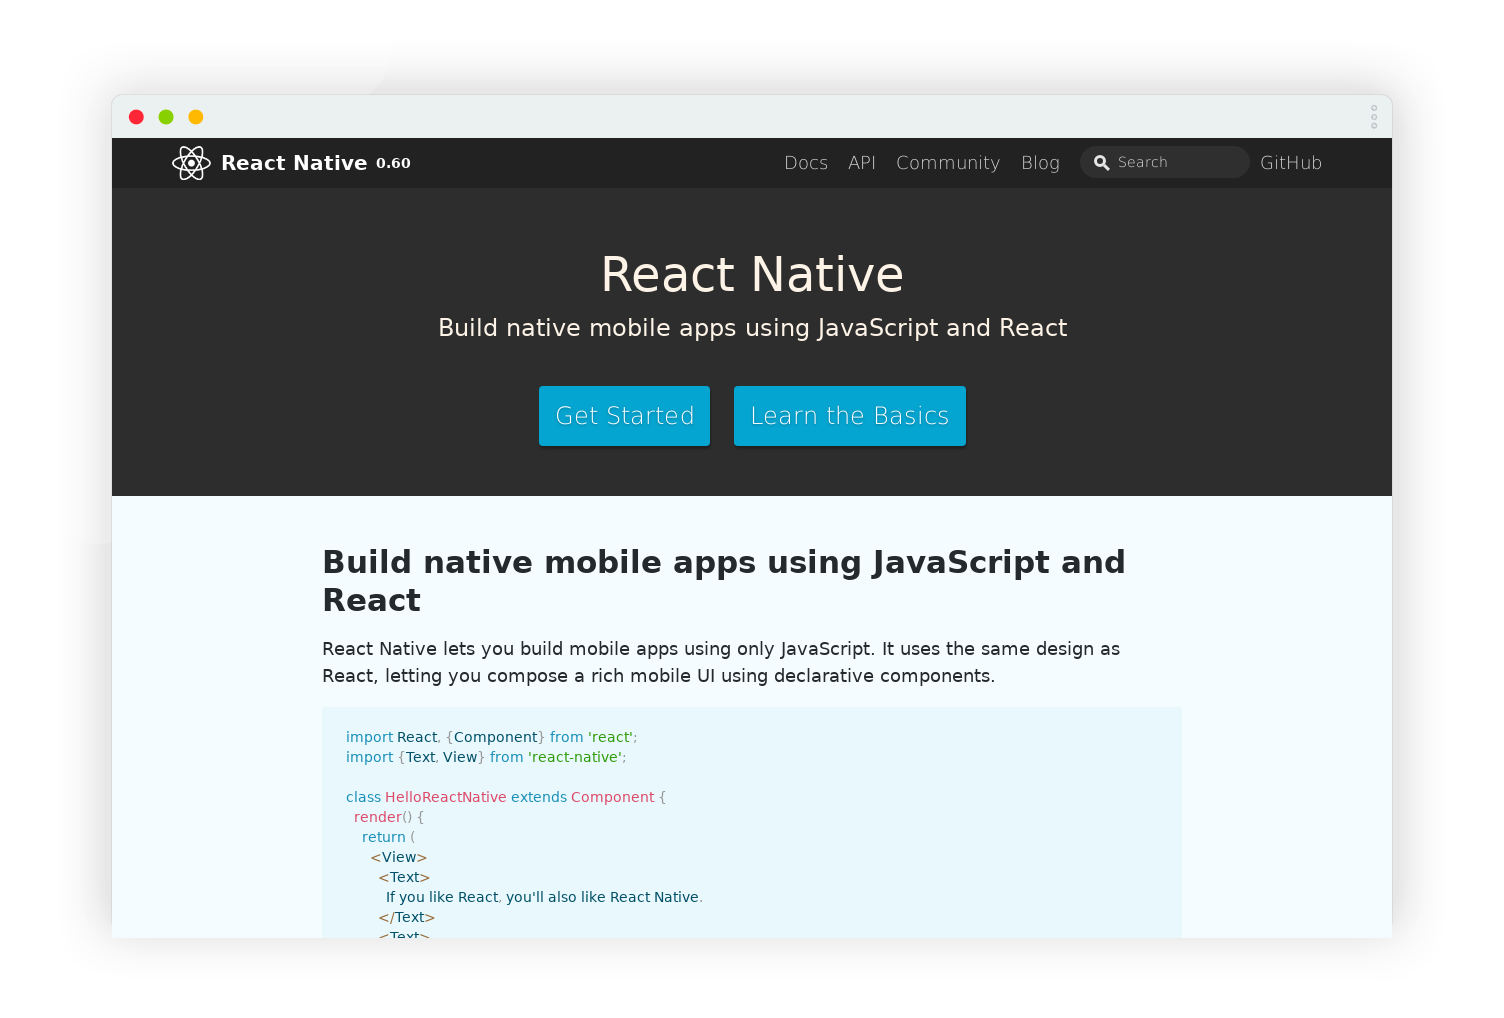 React Native 0.60
Docs API Community Blog Search GitHub
React Native
Build native mobile apps using JavaScript and React
Get Started Learn the Basics
Build native mobile apps using JavaScript and
React
React Native lets you build mobile apps using only JavaScript. It uses the same design as
React, letting you compose a rich mobile UI using declarative components.
import React, {Component} from 'react';
import {Text, View} from 'react-native';
class HelloReactNative extends Component {
render() {
return (
<View>
<Text>
If you like React, you'll also like React Native.
</Text>
<Text>